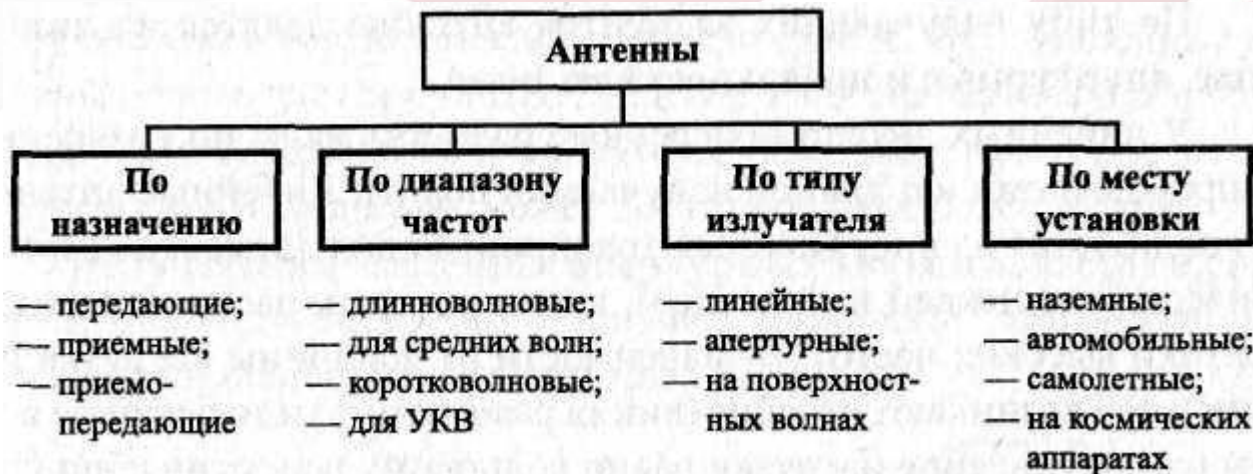 Антенны
По
назначению
По диапазону
частот
По типу
излучателя
По месту
установки
— передающие;
— приемные;
— приемо-
передающие
— длинноволновые;
— для средних волн;
— коротковолновые;
— для УКВ
— линейные;
— апертурные;
— на поверхност-
ных волнах
— наземные;
— автомобильные;
— самолетные;
— на космических
аппаратах